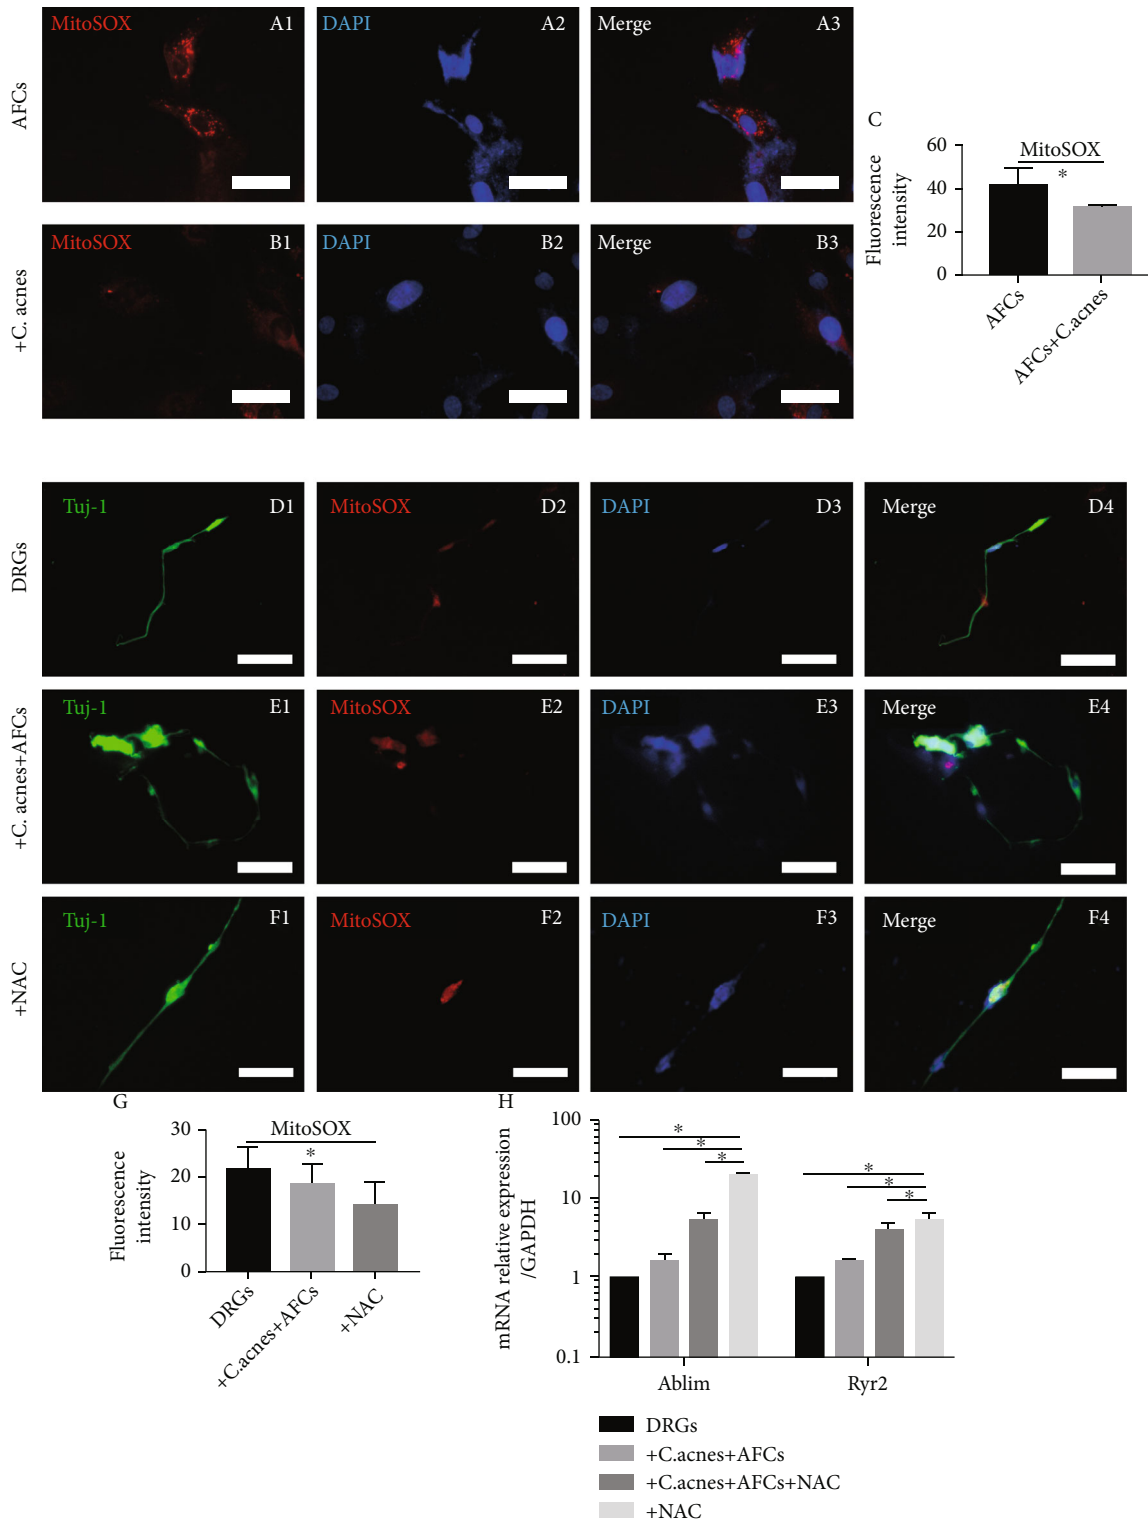 MitoSOX A1 DAPI A2 Merge A3
AFCs
MitoSOX B1 DAPI B2 Merge B3
+C. acnes
C
60
40
20
0
Fluorescence
intensity
MitoSOX
*
AFCs
AFCs+C.acnes
Tuj-1 D1 MitoSOX D2 DAPI D3 Merge D4
DRGs
Tuj-1 E1 MitoSOX E2 DAPI E3 Merge E4
+C. acnes+AFCs
Tuj-1 F1 MitoSOX F2 DAPI F3 Merge F4
+NAC
G
30
20
10
0
Fluorescence
intensity
MitoSOX
*
DRGs
+C.acnes+AFCs
+NAC
H
100
10
1
0.1
mRNA relative expression
/GAPDH
*
*
*
*
*
*
Ablim Ryr2
DRGs
+C.acnes+AFCs
+C.acnes+AFCs+NAC
+NAC